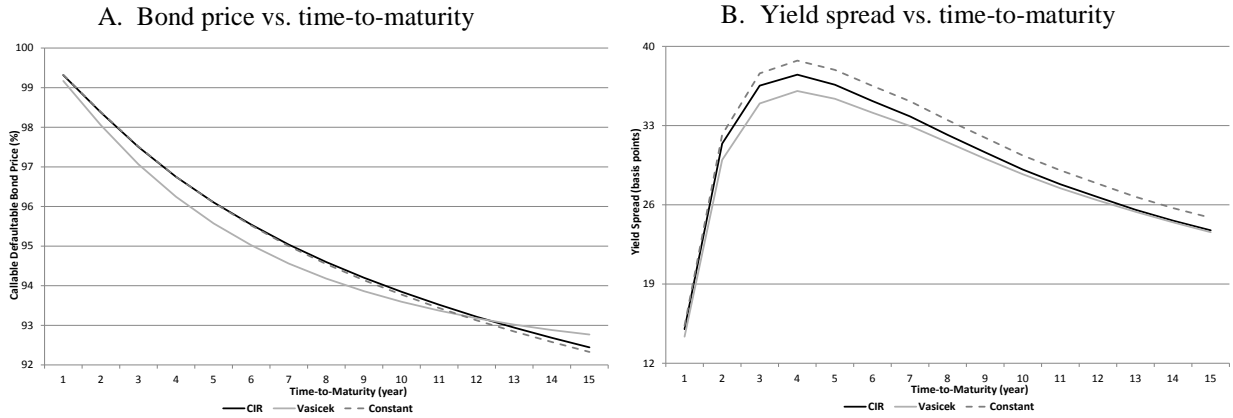 A. Bond price vs. time-to-maturity
100
99
98
97
96
95
94
93
92
Callable Defaultable Bond Price (%)
1 2 3 4 5 6 7 8 9 10 11 12 13 14 15
Time-to-Maturity (year)
CIR Vasicek Constant
B. Yield spread vs. time-to-maturity
40
33
26
19
12
Yield Spread (basis points)
1 2 3 4 5 6 7 8 9 10 11 12 13 14 15
Time-to-Maturity (year)
CIR Vasicek Constant